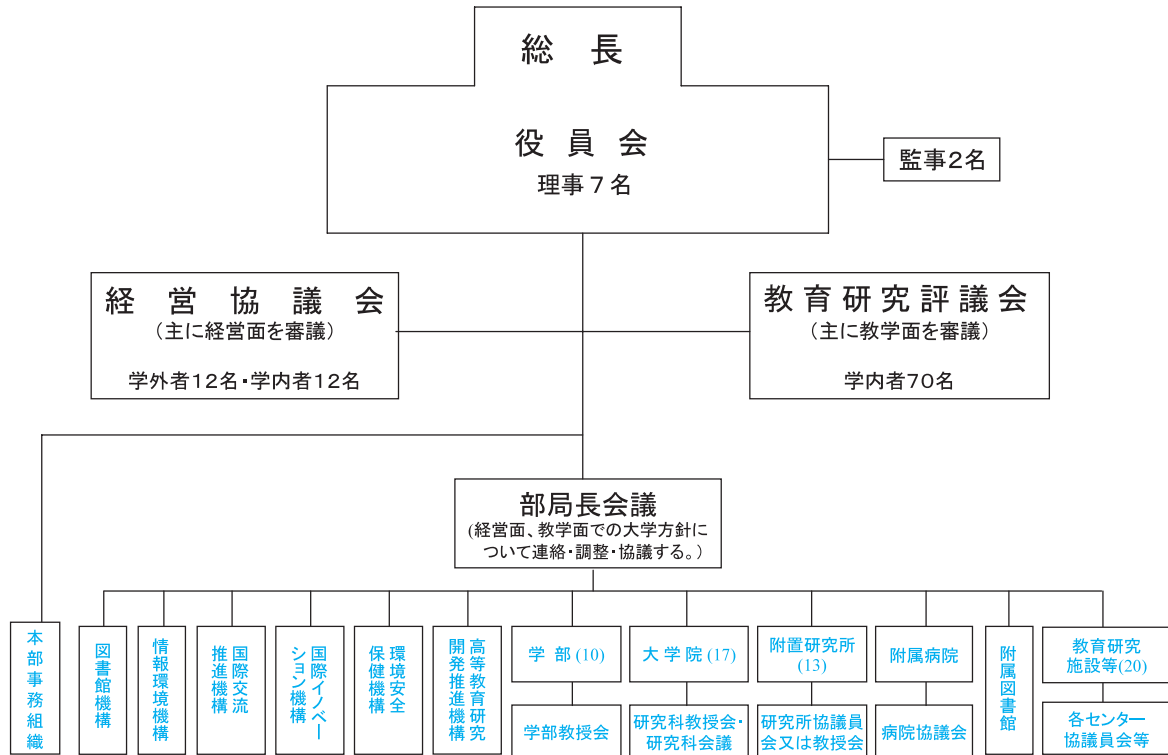 総長
役員会
理事7名
監事2名
経営協議会
(主に経営面を審議)
学外者12名・学内者12名
教育研究評議会
(主に教学面を審議)
学内者70名
部局長会議
(経営面、教学面での大学方針に
ついて連絡・調整・協議する。)
本部事務組織
図書館機構
情報環境機構
国際交流
推進機構
国際イノベー
ション機構
環境安全
保健機構
高等教育研究
開発推進機構
学部(10)
学部教授会
大学院(17)
研究科教授会・
研究科会議
附置研究所
(13)
研究所協議員
会又は教授会
附属病院
病院協議会
附属図書館
教育研究
施設等(20)
各センター
協議員会等